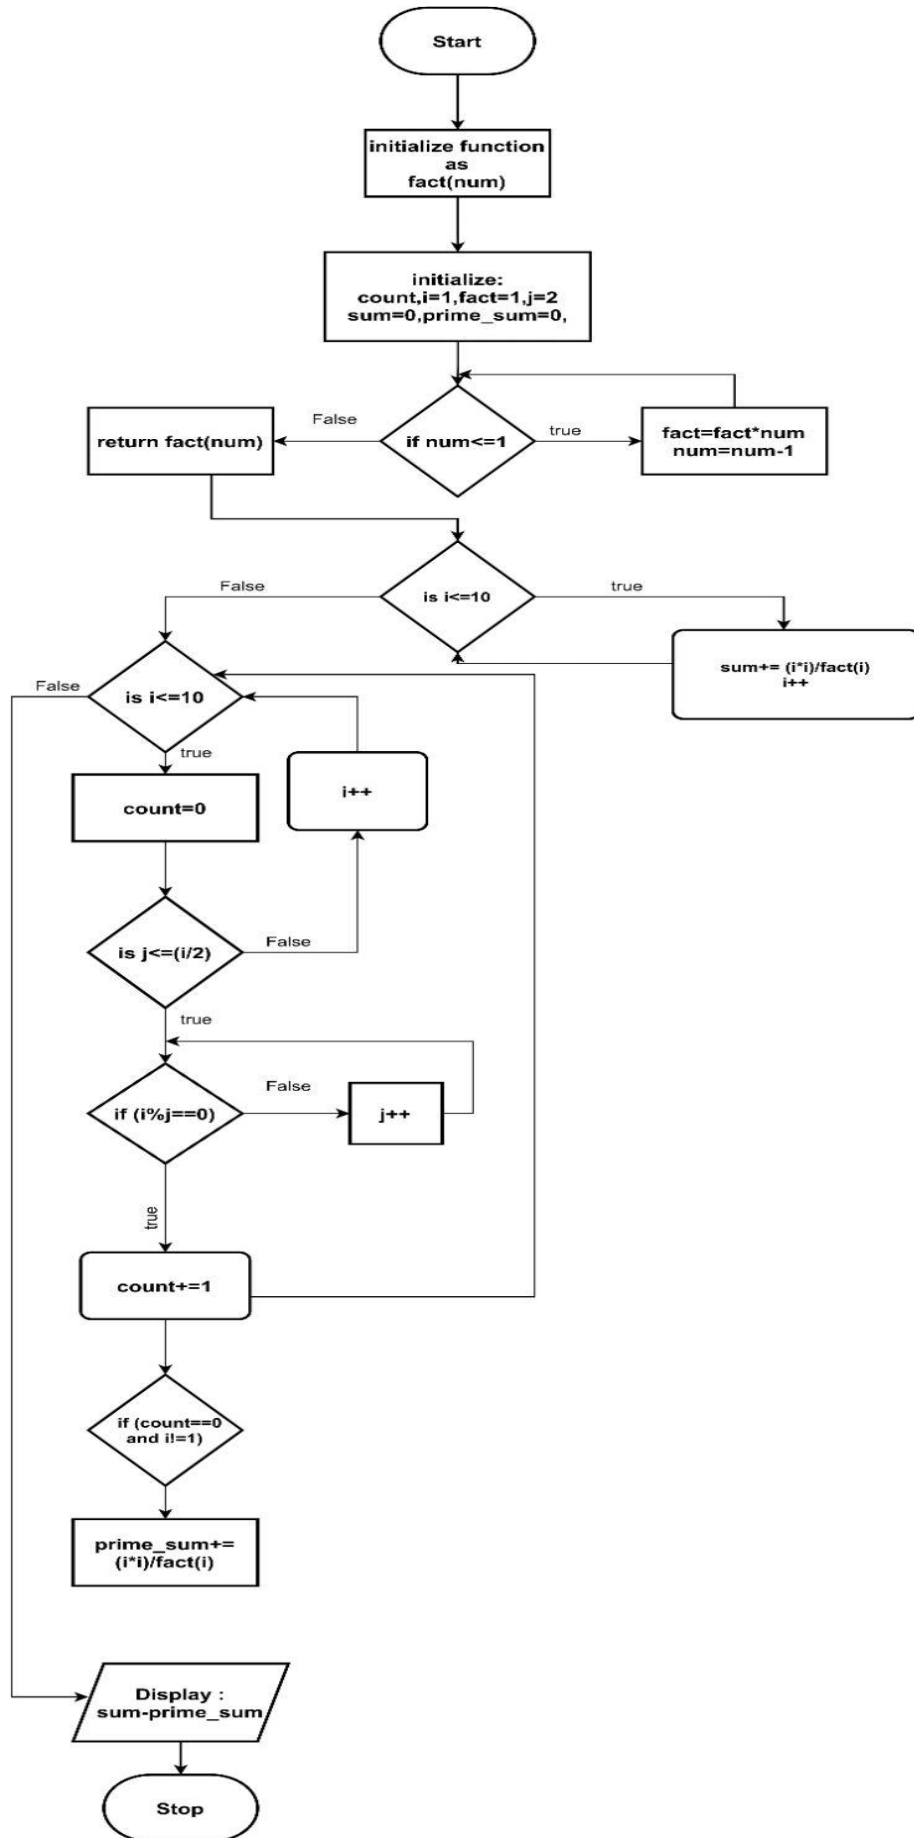 Start
initialize function
as
fact(num)
initialize:
count,i=1,fact=1,j=2
sum=0,prime_sum=0,
False
return fact(num)
if num<=1
true
fact=fact*num
num=num-1
False
is i<=10
true
sum+= (i*i)/fact(i)
i++
False
is i<=10
true
i++
count=0
is j<=(i/2)
False
true
if (i%j==0)
False
j++
true
count+=1
if (count==0
and i!=1)
prime_sum+=
(i*i)/fact(i)
Display :
sum-prime_sum
Stop